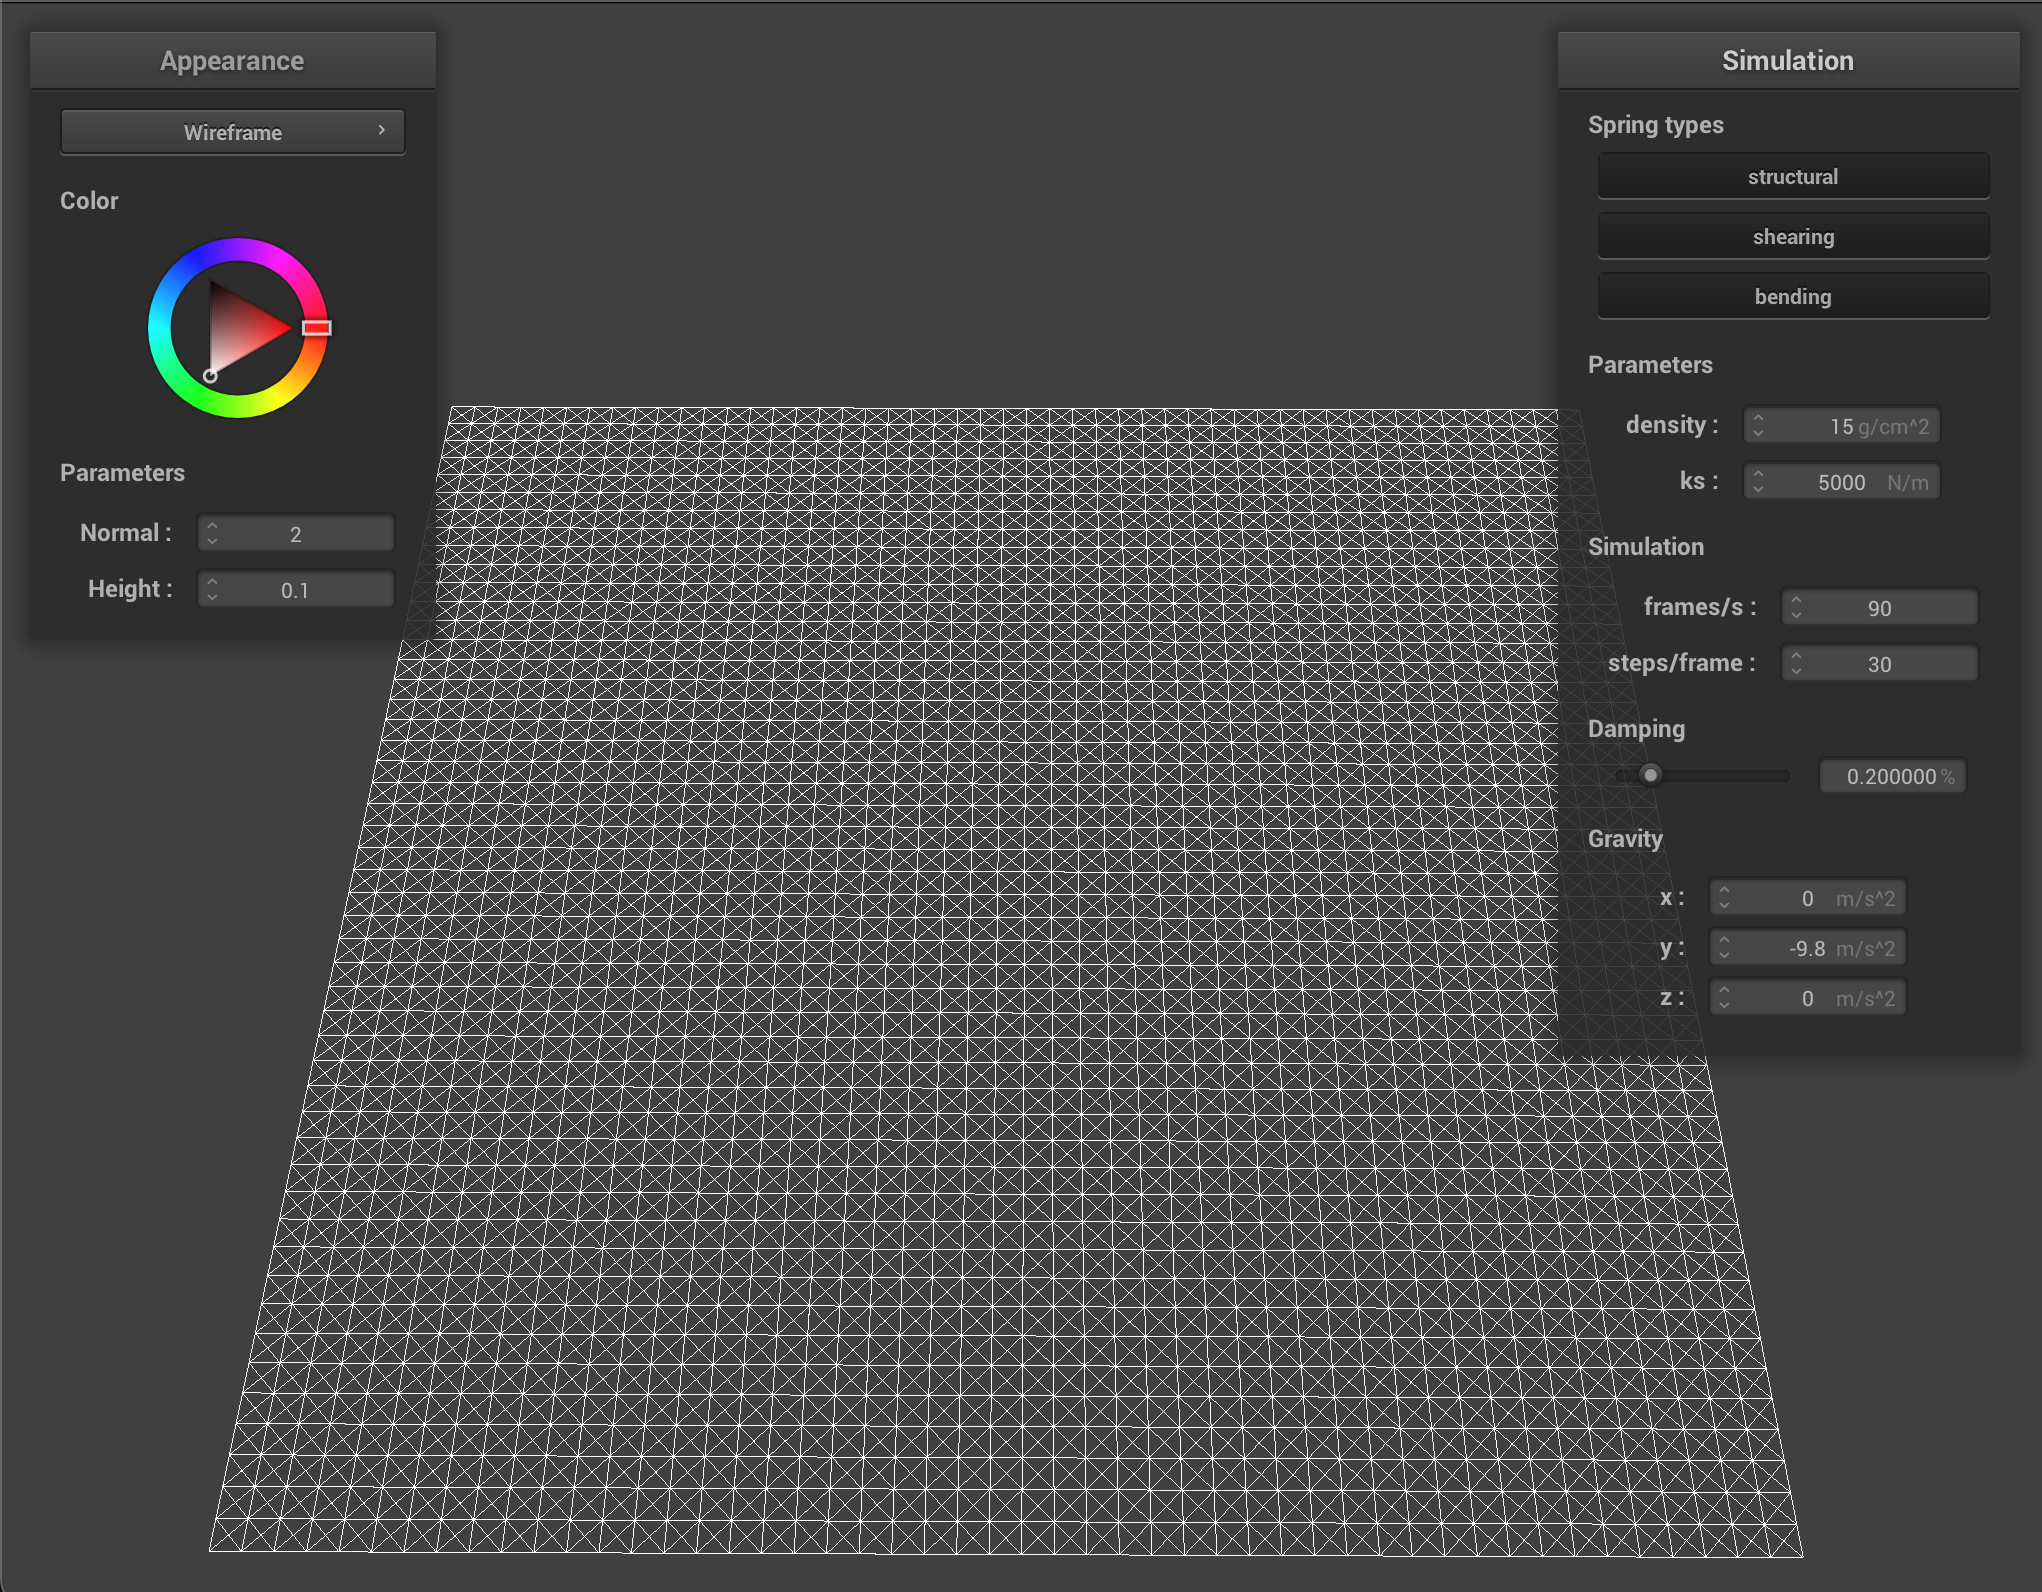 Appearance
Wireframe
Color
Parameters
Normal : 2
Height : 0.1
Simulation
Spring types
structural
shearing
bending
Parameters
density : 15 g/cm^2
ks : 5000 N/m
Simulation
frames/s : 90
steps/frame : 30
Damping
0.200000 %
Gravity
x : 0 m/s^2
y : -9.8 m/s^2
z : 0 m/s^2